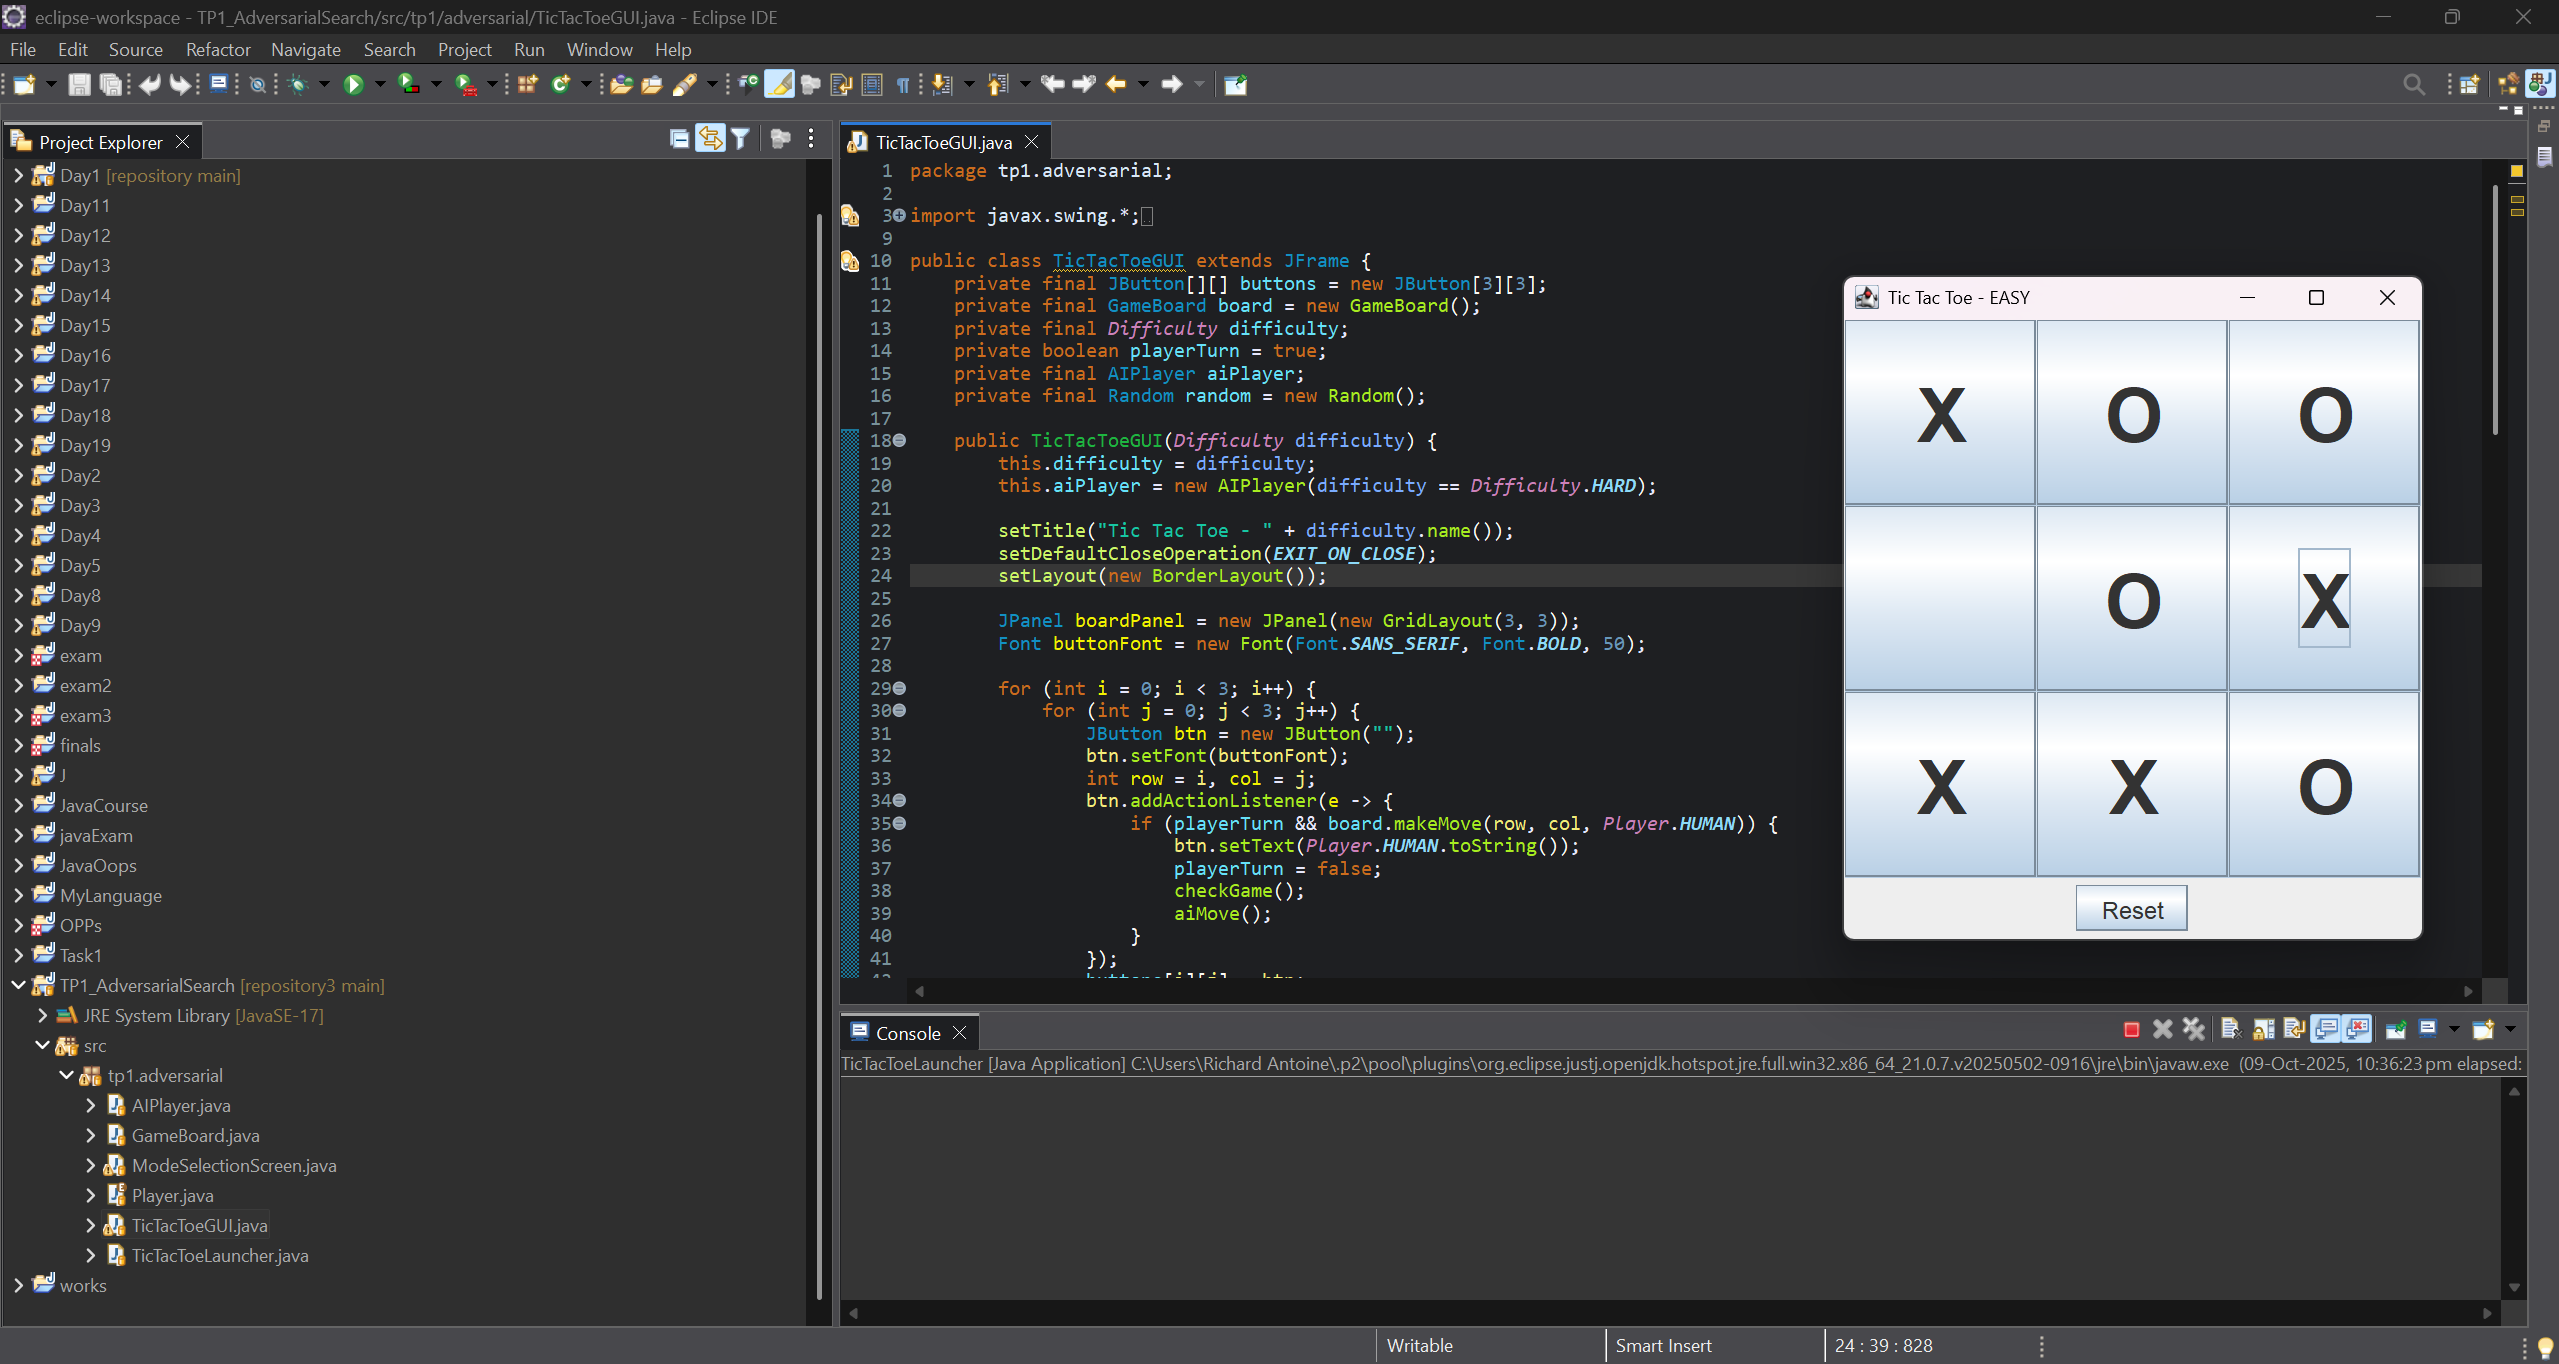 eclipse-workspace - TP1_AdversarialSearch/src/tp1/adversarial/TicTacToeGUI.java - Eclipse IDE
File Edit Source Refactor Navigate Search Project Run Window Help
Project Explorer
Day1 [repository main]
Day11
Day12
Day13
Day14
Day15
Day16
Day17
Day18
Day19
Day2
Day3
Day4
Day5
Day8
Day9
exam
exam2
exam3
finals
J
JavaCourse
javaExam
JavaOops
MyLanguage
OPPs
Task1
TP1_AdversarialSearch [repository3 main]
JRE System Library [JavaSE-17]
src
tp1.adversarial
AIPlayer.java
GameBoard.java
ModeSelectionScreen.java
Player.java
TicTacToeGUI.java
TicTacToeLauncher.java
works
TicTacToeGUI.java
1 package tp1.adversarial;
2
3 import javax.swing.*;
9
10 public class TicTacToeGUI extends JFrame {
11 private final JButton[][] buttons = new JButton[3][3];
12 private final GameBoard board = new GameBoard();
13 private final Difficulty difficulty;
14 private boolean playerTurn = true;
15 private final AIPlayer aiPlayer;
16 private final Random random = new Random();
17
18 public TicTacToeGUI(Difficulty difficulty) {
19 this.difficulty = difficulty;
20 this.aiPlayer = new AIPlayer(difficulty == Difficulty.HARD);
21
22 setTitle("Tic Tac Toe - " + difficulty.name());
23 setDefaultCloseOperation(EXIT_ON_CLOSE);
24 setLayout(new BorderLayout());
25
26 JPanel boardPanel = new JPanel(new GridLayout(3, 3));
27 Font buttonFont = new Font(Font.SANS_SERIF, Font.BOLD, 50);
28
29 for (int i = 0; i < 3; i++) {
30 for (int j = 0; j < 3; j++) {
31 JButton btn = new JButton("");
32 btn.setFont(buttonFont);
33 int row = i, col = j;
34 btn.addActionListener(e -> {
35 if (playerTurn && board.makeMove(row, col, Player.HUMAN)) {
36 btn.setText(Player.HUMAN.toString());
37 playerTurn = false;
38 checkGame();
39 aiMove();
40 }
41 });
Tic Tac Toe - EASY
X O O
O X
X X O
Reset
Console
TicTacToeLauncher [Java Application] C:\Users\Richard Antoine\.p2\pool\plugins\org.eclipse.justj.openjdk.hotspot.jre.full.win32.x86_64_21.0.7.v20250502-0916\jre\bin\javaw.exe (09-Oct-2025, 10:36:23 pm elapsed:
Writable Smart Insert 24 : 39 : 828